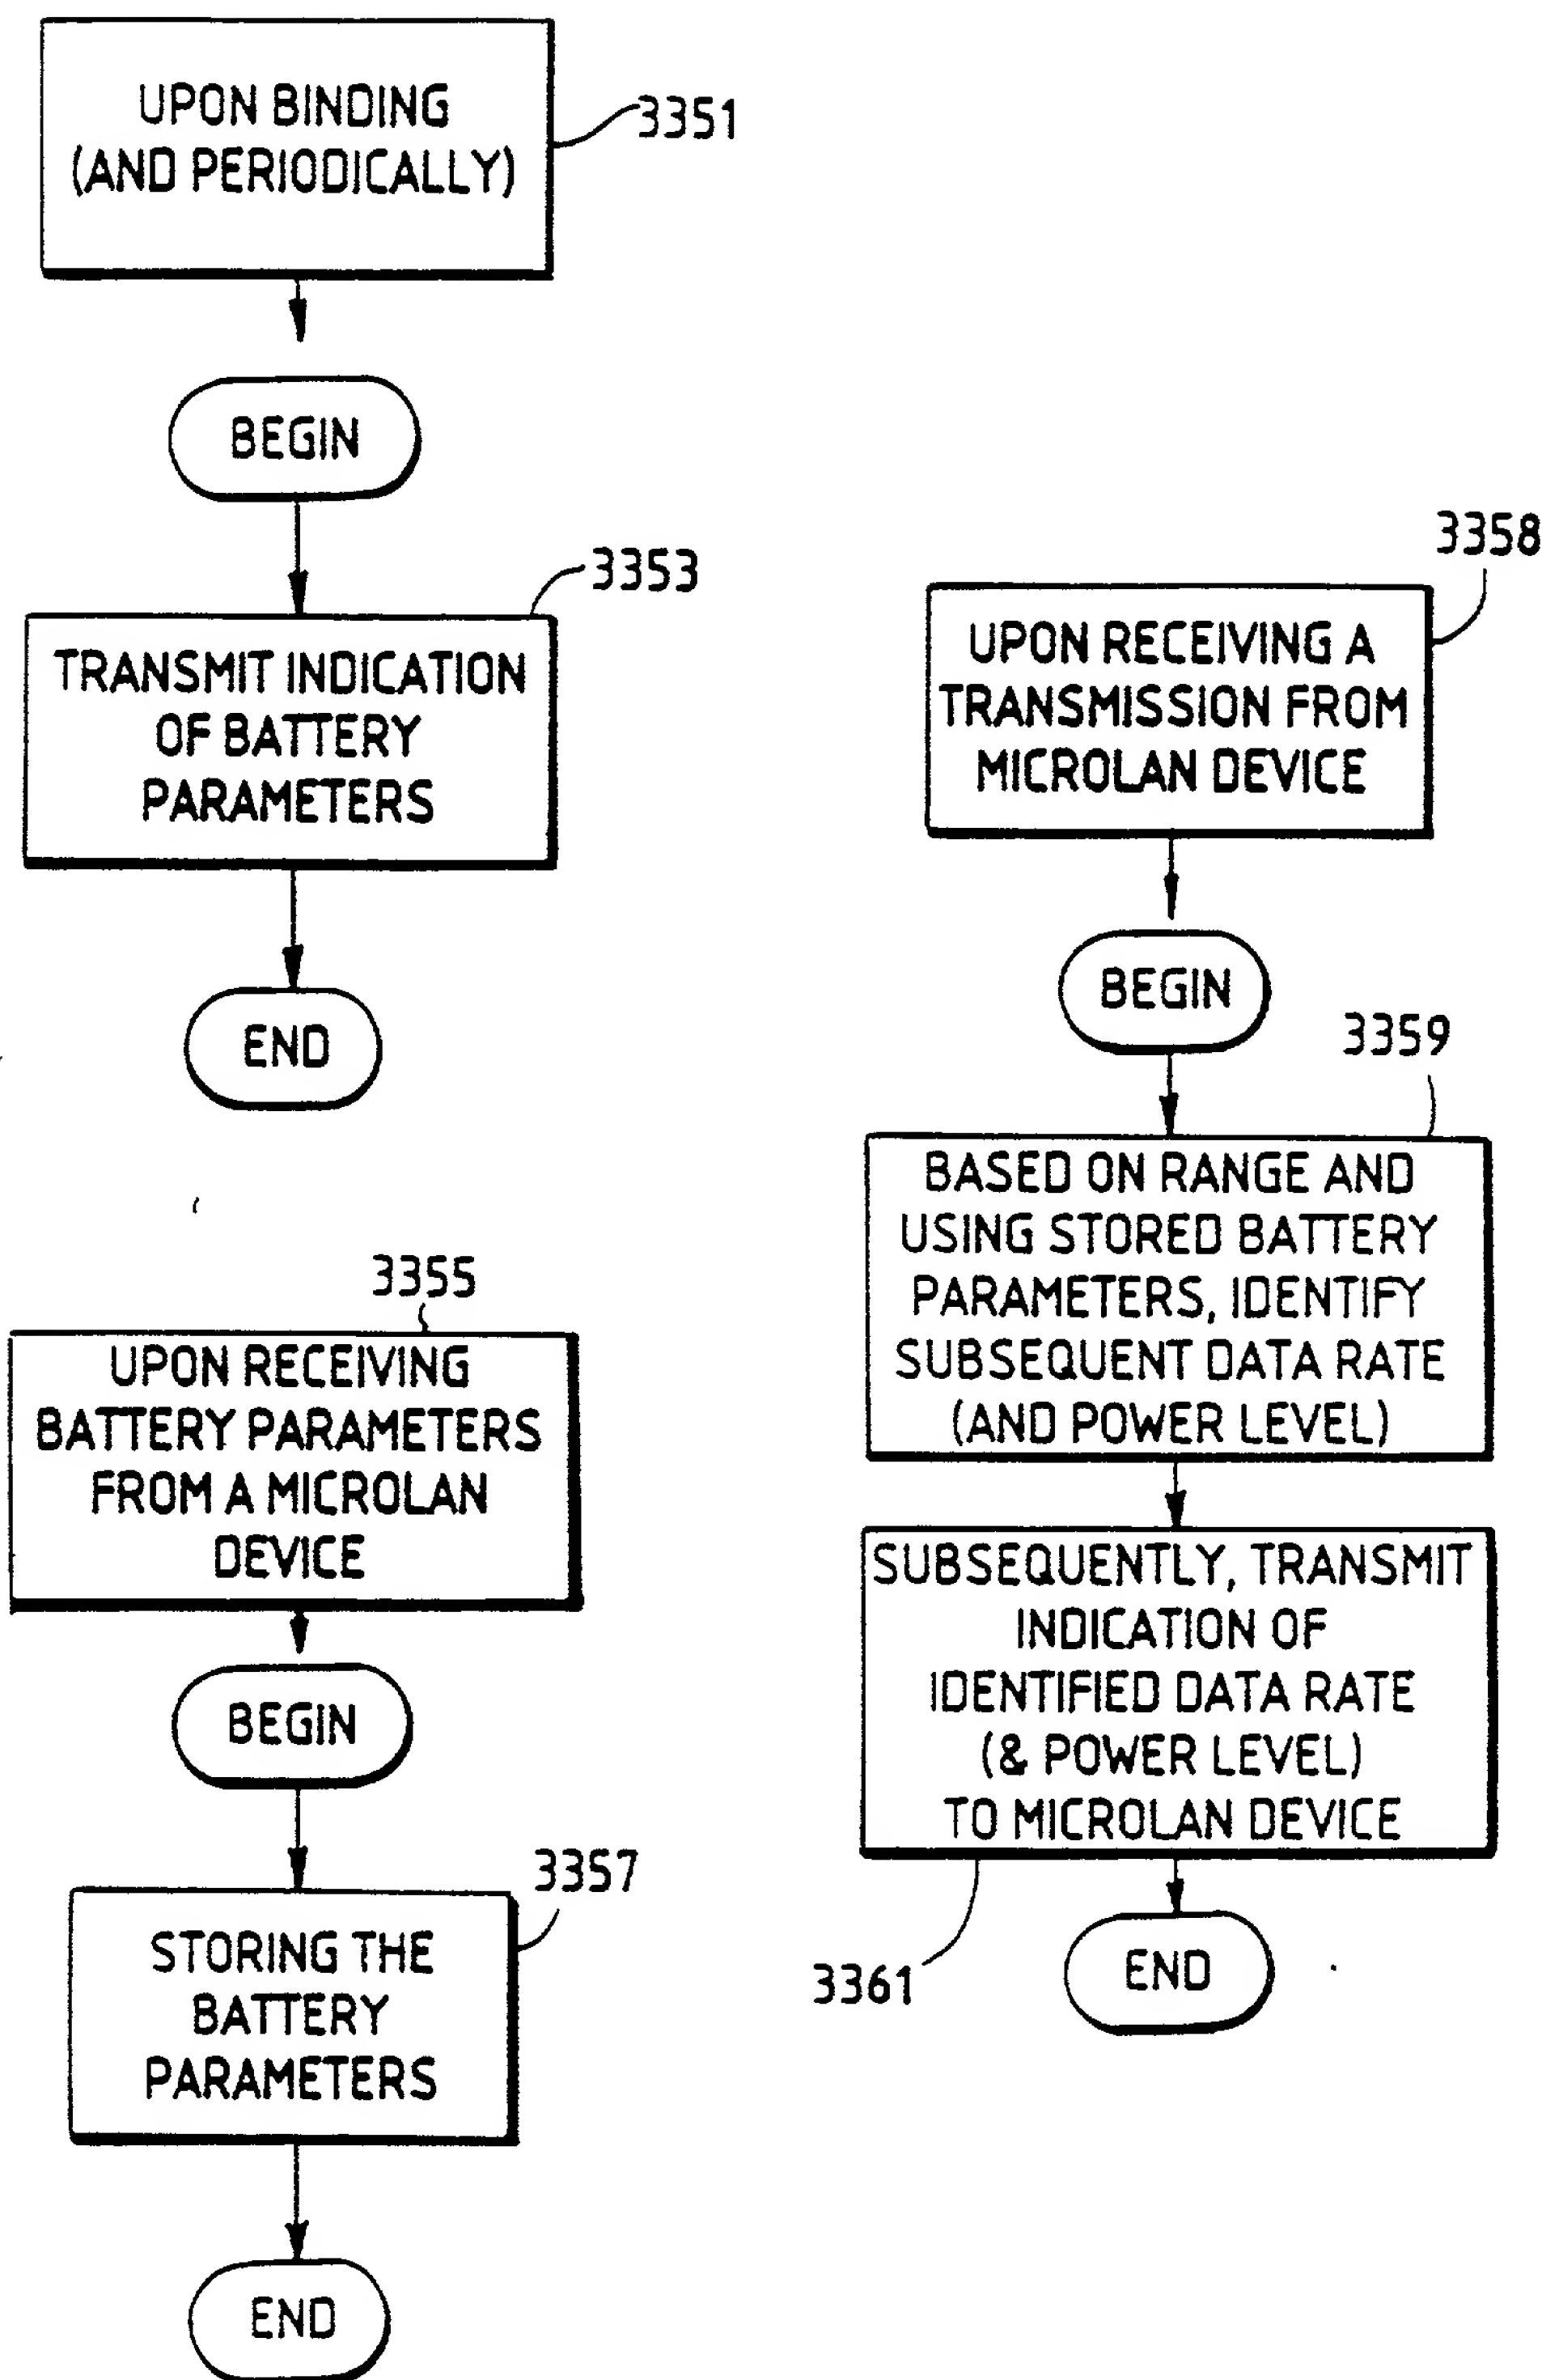 UPON BINDING
(AND PERIODICALLY)
3351
BEGIN
3353
TRANSMIT INDICATION
OF BATTERY
PARAMETERS
END
3355
UPON RECEIVING
BATTERY PARAMETERS
FROM A MICROLAN
DEVICE
BEGIN
3357
STORING THE
BATTERY
PARAMETERS
END
3358
UPON RECEIVING A
TRANSMISSION FROM
MICROLAN DEVICE
BEGIN
3359
BASED ON RANGE AND
USING STORED BATTERY
PARAMETERS, IDENTIFY
SUBSEQUENT DATA RATE
(AND POWER LEVEL)
SUBSEQUENTLY, TRANSMIT
INDICATION OF
IDENTIFIED DATA RATE
(& POWER LEVEL)
TO MICROLAN DEVICE
3361
END